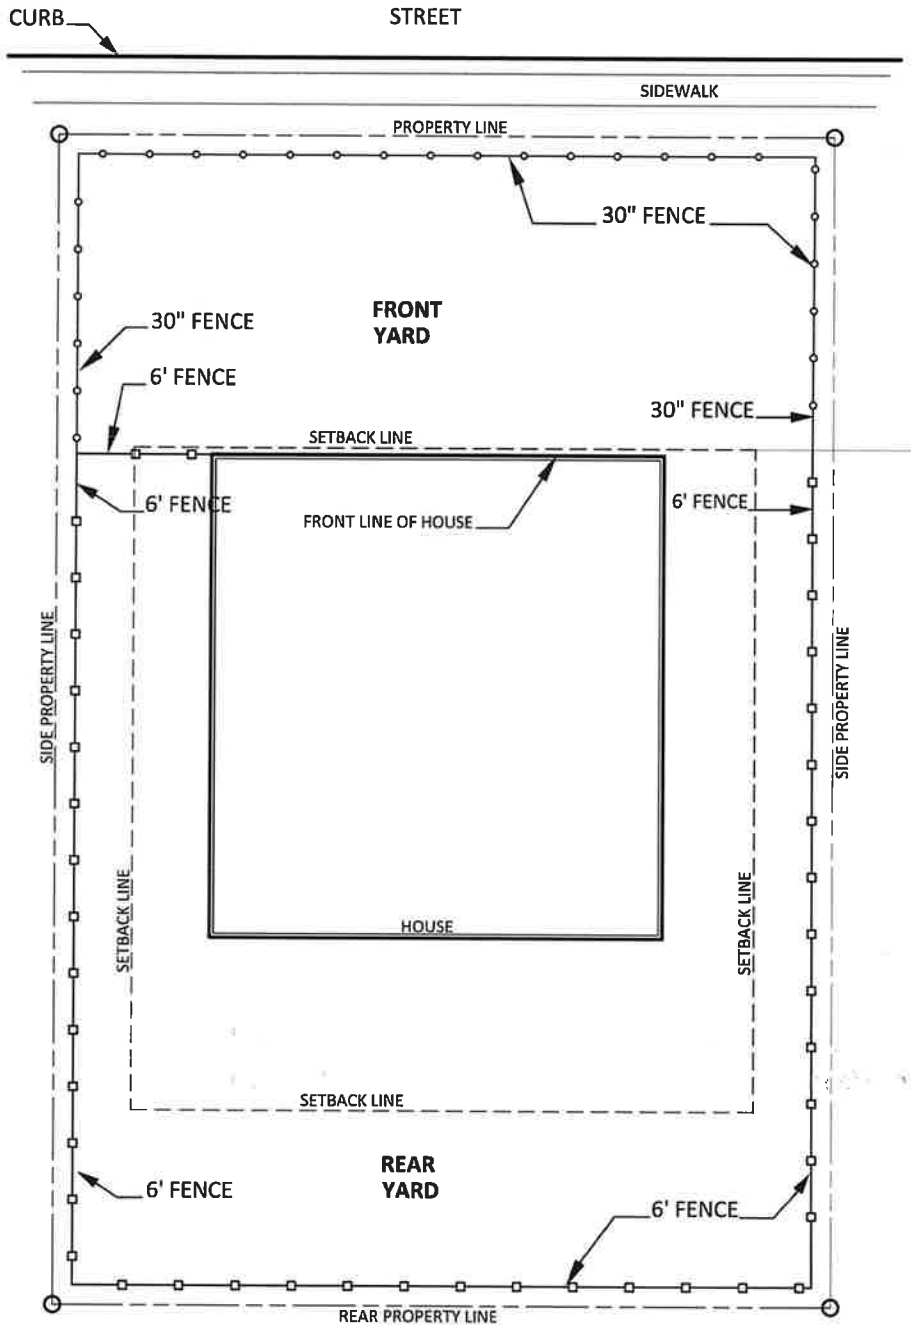 CURB
STREET
SIDEWALK
PROPERTY LINE
30" FENCE
FRONT
YARD
30" FENCE
6' FENCE
30" FENCE
SETBACK LINE
6' FENCE
6' FENCE
FRONT LINE OF HOUSE
SIDE PROPERTY LINE
SIDE PROPERTY LINE
SETBACK LINE
SETBACK LINE
HOUSE
SETBACK LINE
REAR
YARD
6' FENCE
6' FENCE
REAR PROPERTY LINE